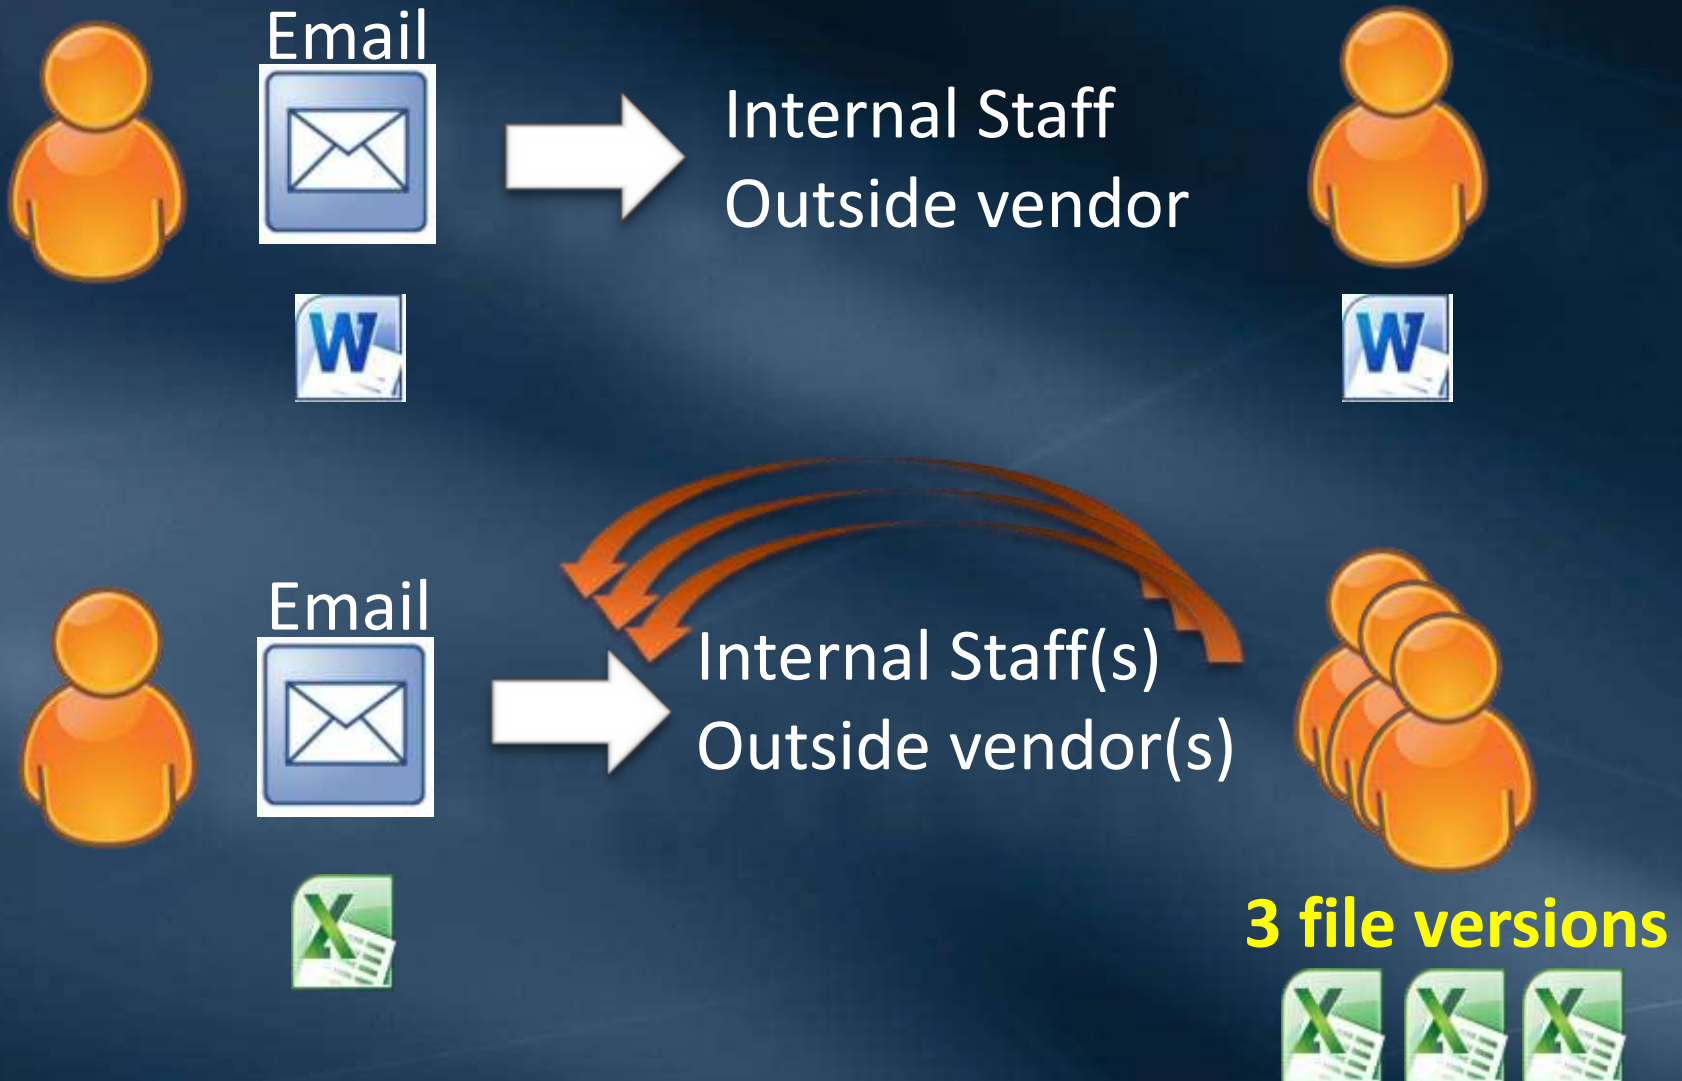 Email
Internal Staff
Outside vendor
W
W
Email
Internal Staff(s)
Outside vendor(s)
X
3 file versions
X X X